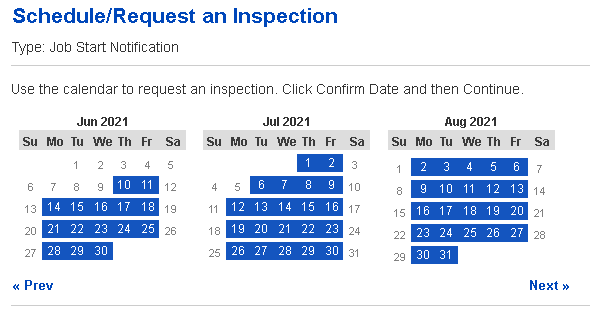 Schedule/Request an Inspection
Type: Job Start Notification
Use the calendar to request an inspection. Click Confirm Date and then Continue.
Jun 2021
Su Mo Tu We Th Fr Sa
1 2 3 4 5
6 7 8 9 10 11 12
13 14 15 16 17 18 19
20 21 22 23 24 25 26
27 28 29 30
Jul 2021
Su Mo Tu We Th Fr Sa
1 2 3
4 5 6 7 8 9 10
11 12 13 14 15 16 17
18 19 20 21 22 23 24
25 26 27 28 29 30 31
Aug 2021
Su Mo Tu We Th Fr Sa
1 2 3 4 5 6 7
8 9 10 11 12 13 14
15 16 17 18 19 20 21
22 23 24 25 26 27 28
29 30 31
« Prev
Next »